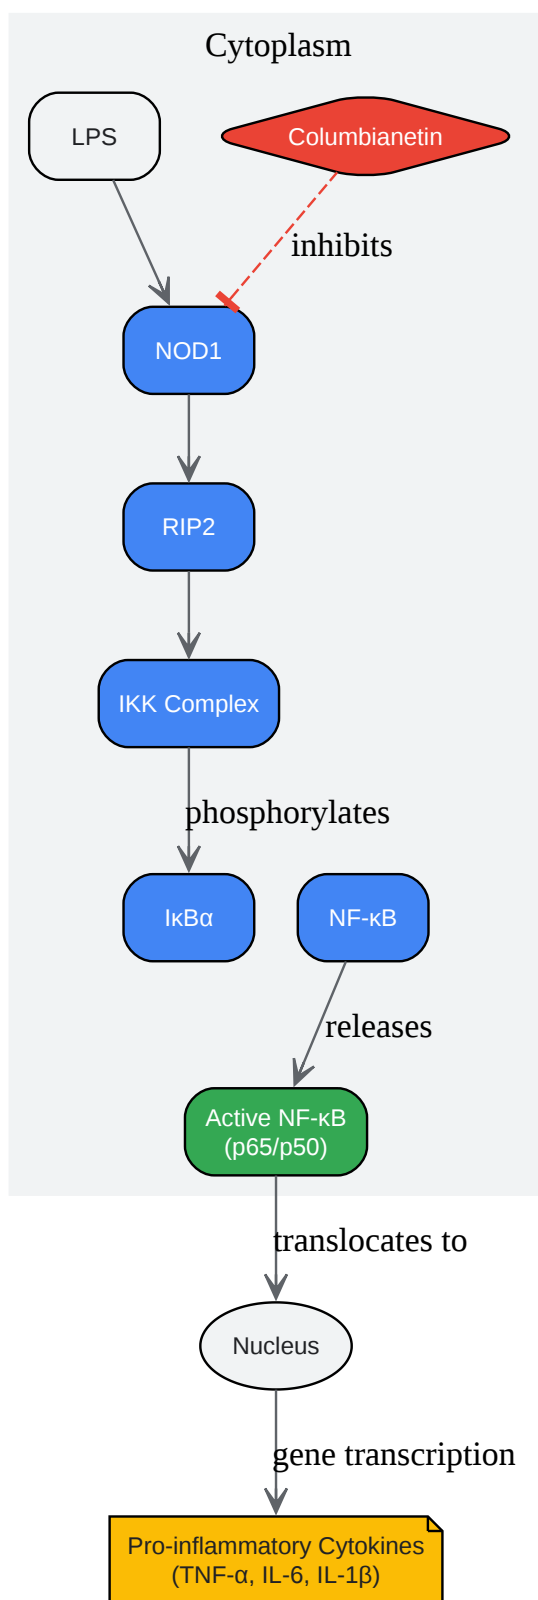 Cytoplasm
LPS
Columbianetin
inhibits
NOD1
RIP2
IKK Complex
phosphorylates
IκBα
NF-κB
releases
Active NF-κB
(p65/p50)
translocates to
Nucleus
gene transcription
Pro-inflammatory Cytokines
(TNF-α, IL-6, IL-1β)